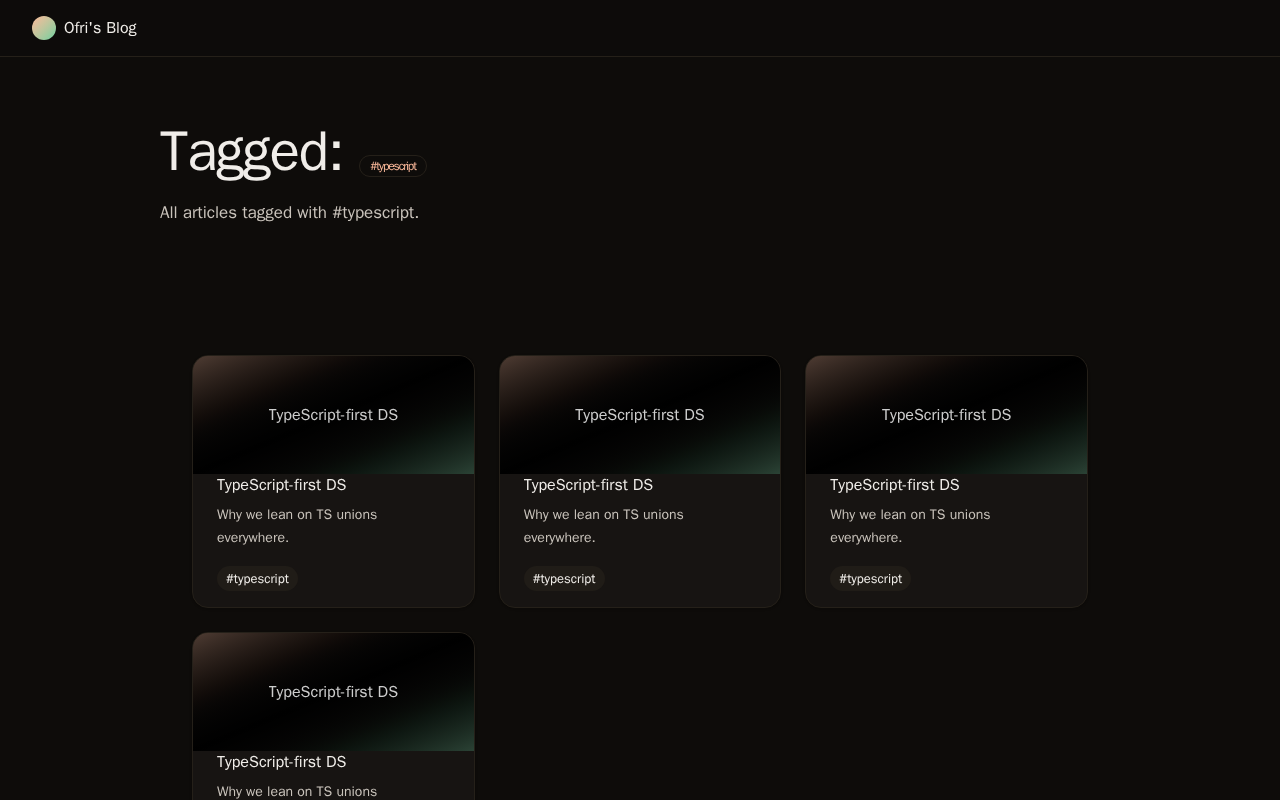 Ofri's Blog
Tagged: #typescript
All articles tagged with #typescript.
TypeScript-first DS
TypeScript-first DS
Why we lean on TS unions
everywhere.
#typescript
TypeScript-first DS
TypeScript-first DS
Why we lean on TS unions
everywhere.
#typescript
TypeScript-first DS
TypeScript-first DS
Why we lean on TS unions
everywhere.
#typescript
TypeScript-first DS
TypeScript-first DS
Why we lean on TS unions